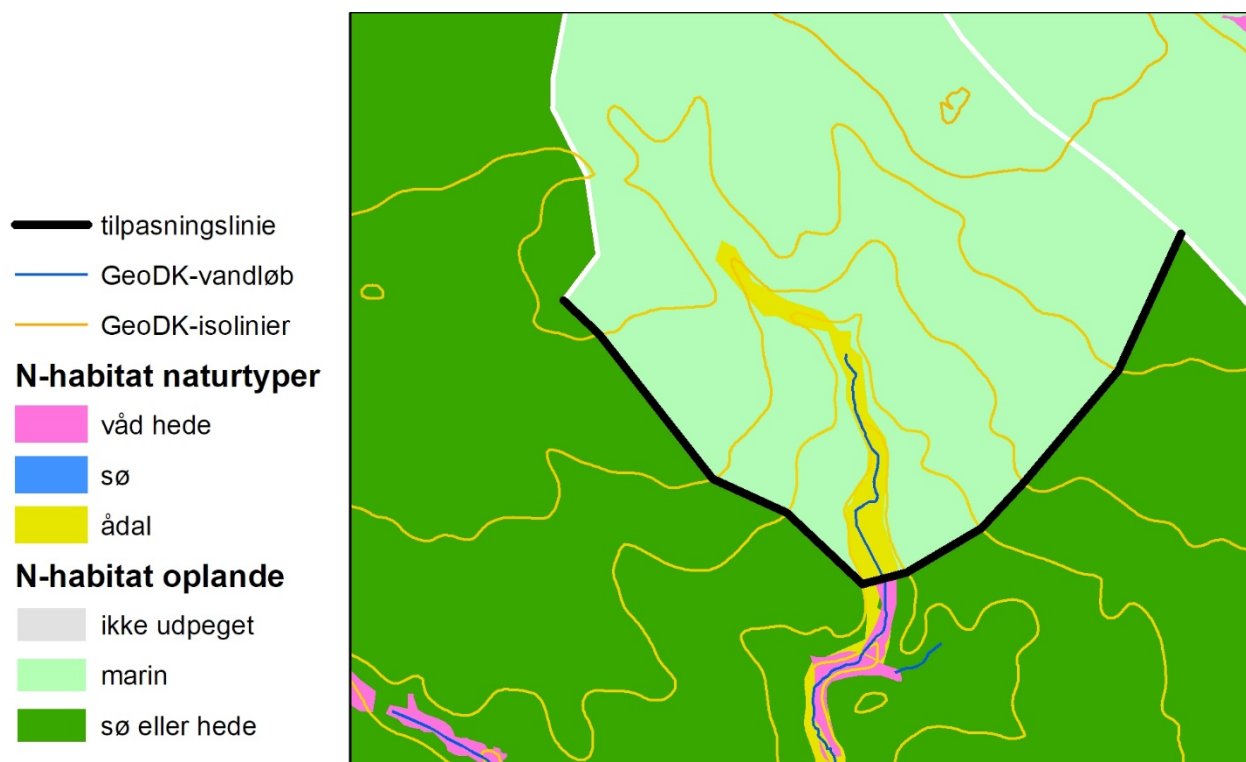 tilpasningslinie
GeoDK-vandløb
GeoDK-isolinier
N-habitat naturtyper
våd hede
sø
ådal
N-habitat oplande
ikke udpeget
marin
sø eller hede